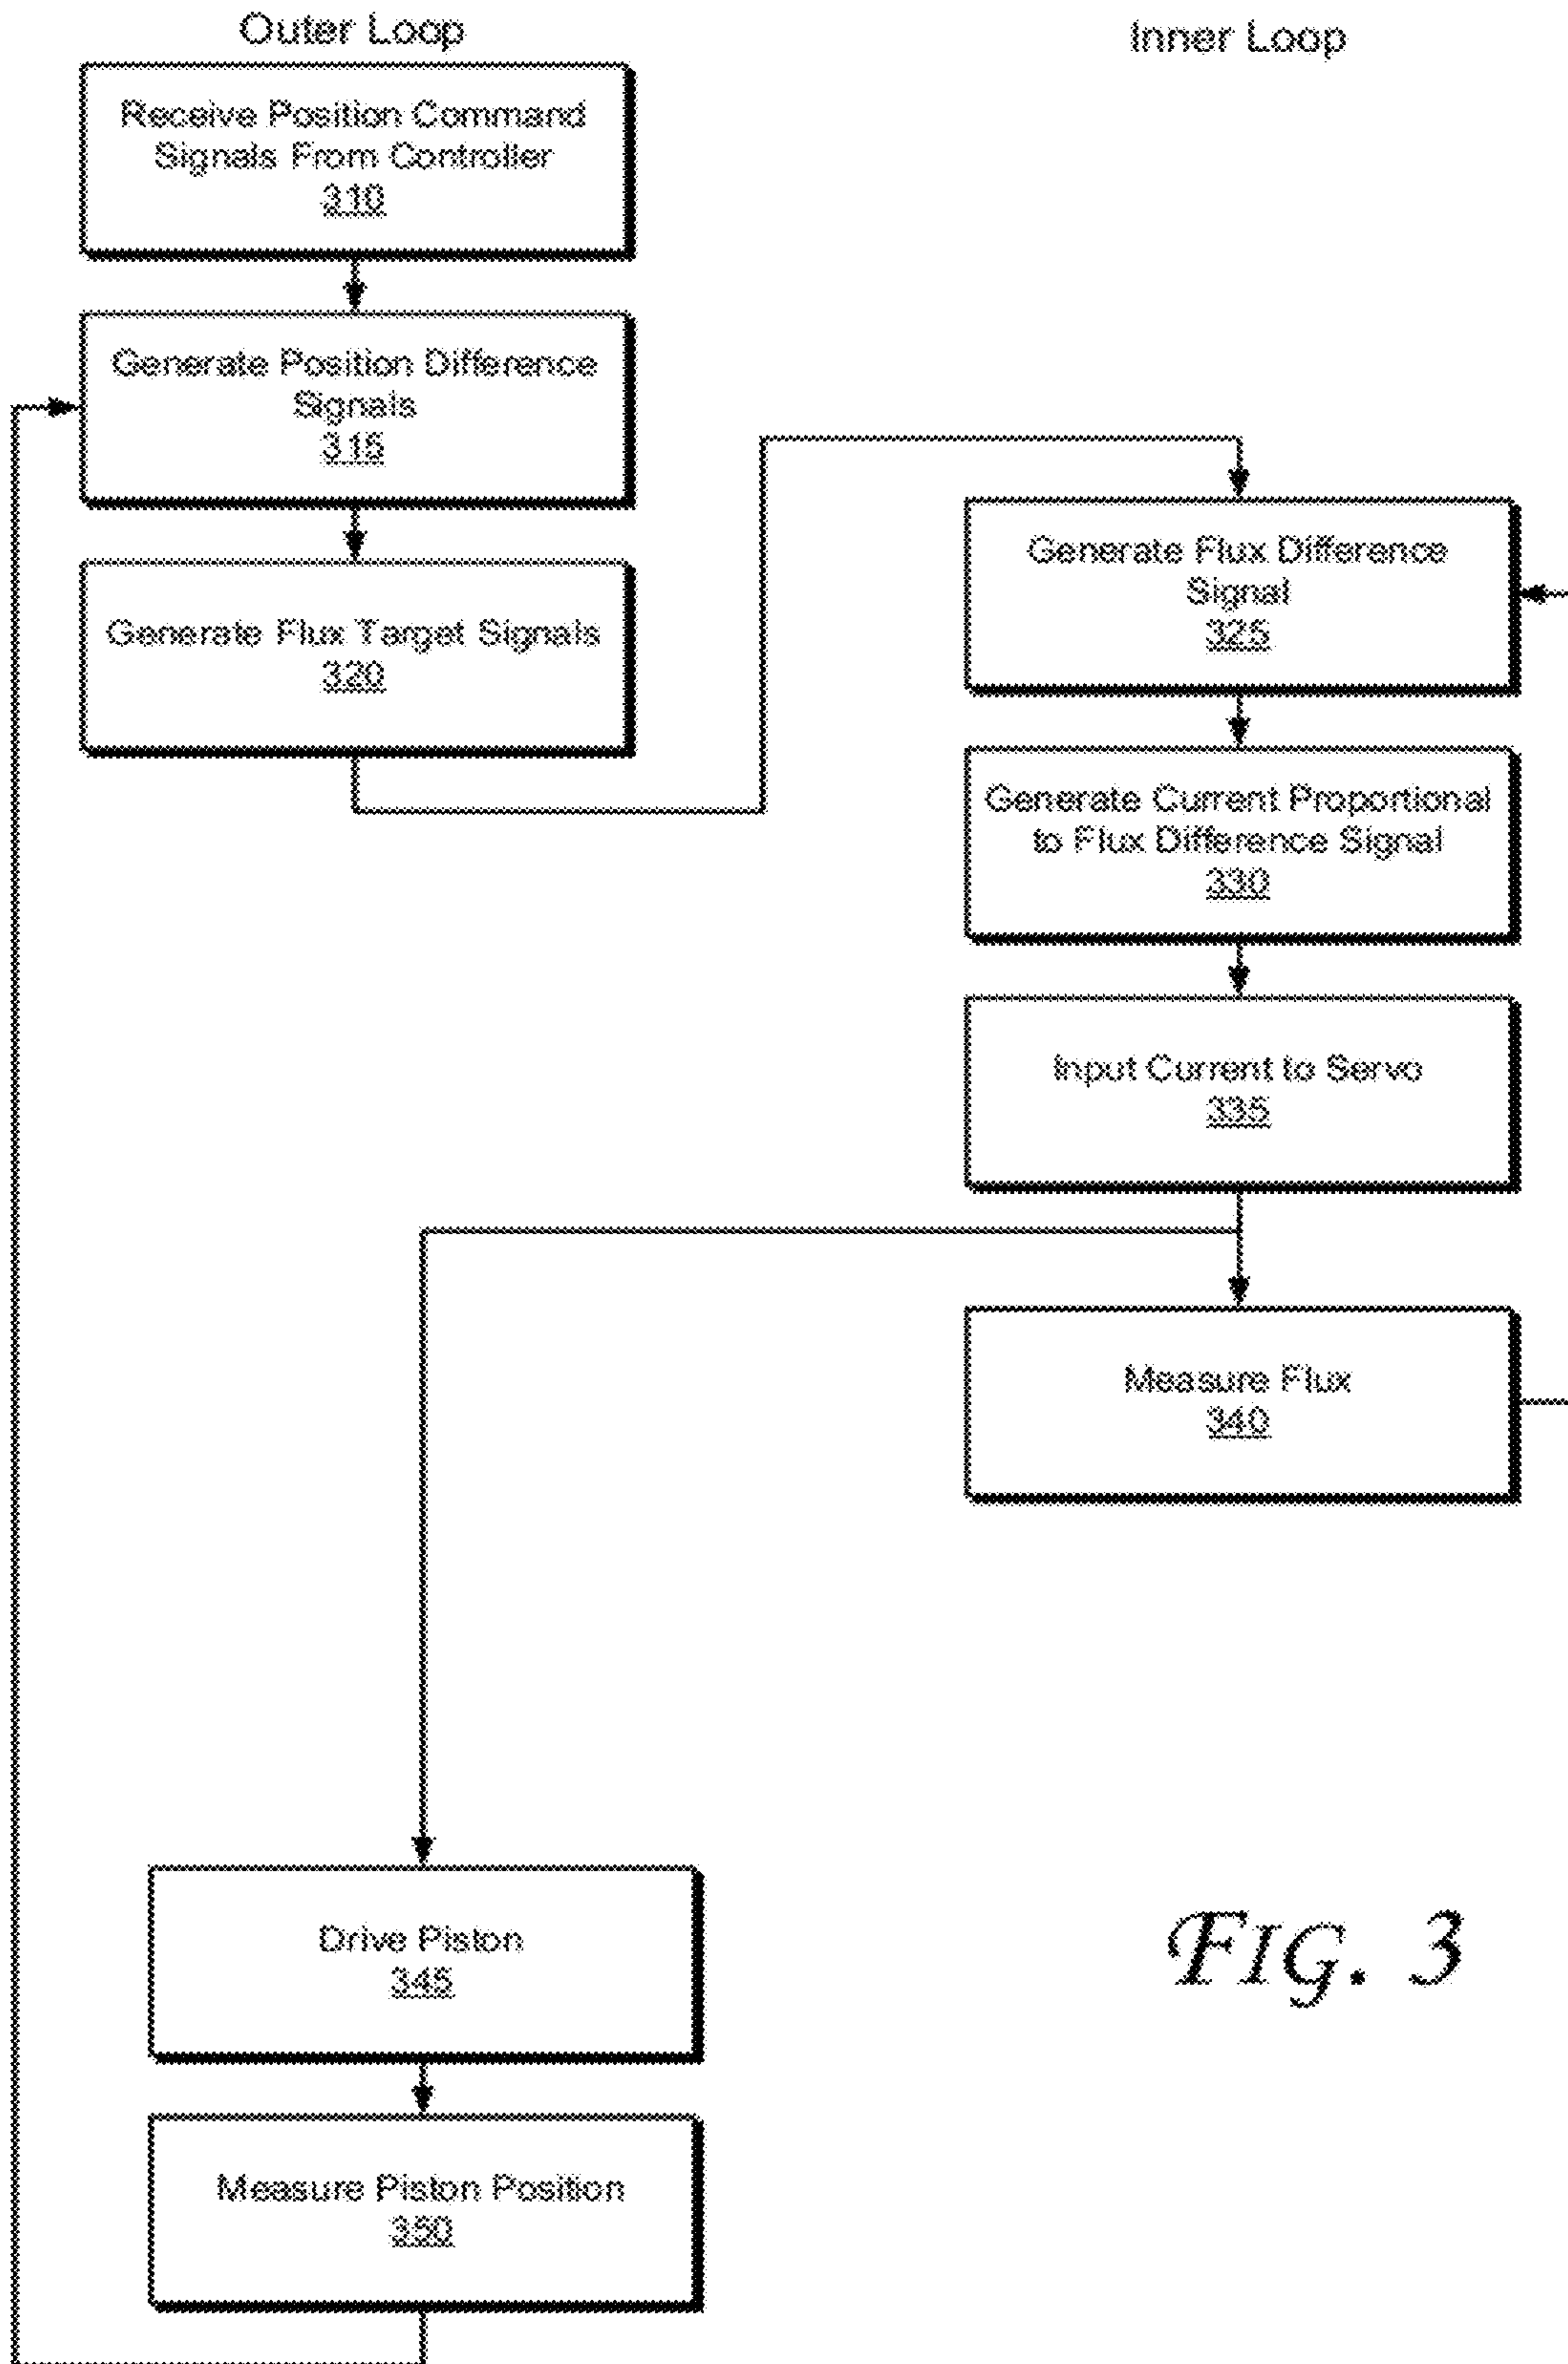 Outer Loop
Receive Position Command
Signals From Controller
310
Generate Position Difference
Signals
315
Generate Flux Target Signals
320
Inner Loop
Generate Flux Difference
Signal
325
Generate Current Proportional
to Flux Difference Signal
330
Input Current to Servo
335
Measure Flux
340
Drive Piston
345
Measure Piston Position
350
FIG. 3